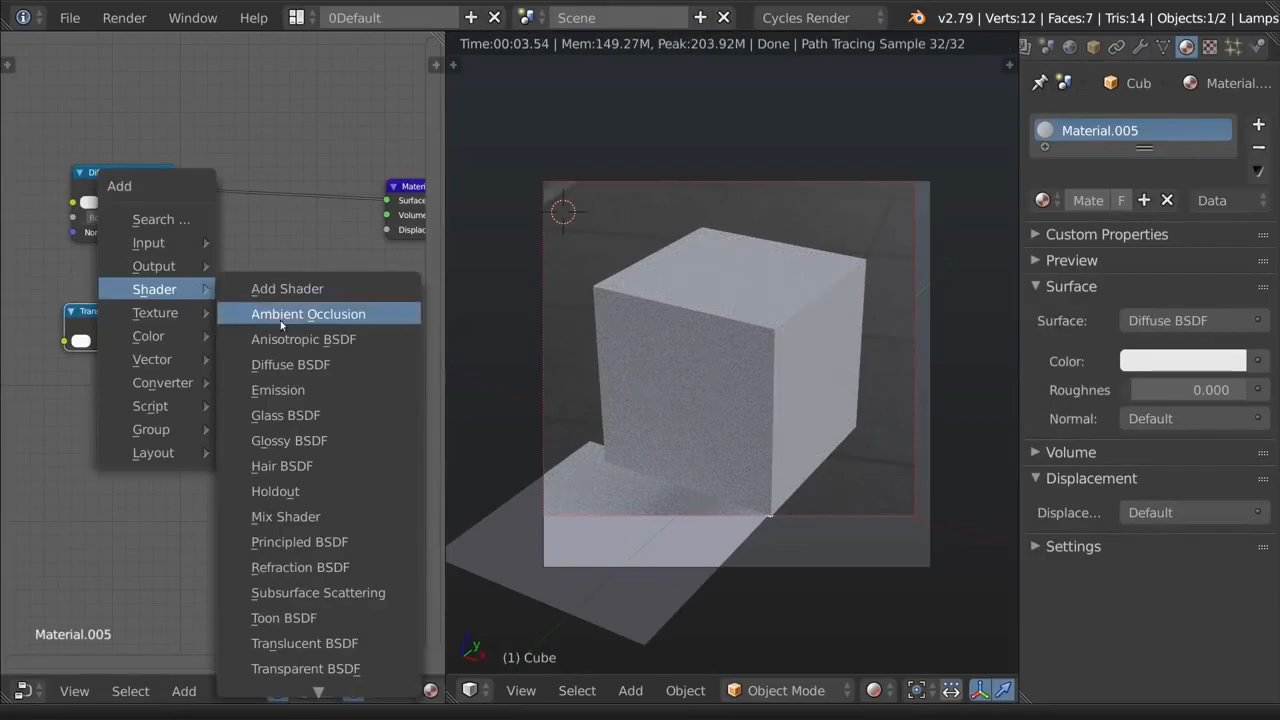 File Render Window Help 0Default Scene Cycles Render v2.79 | Verts:12 | Faces:7 | Tris:14 | Objects:1/2 | Lamps
Time:00:03.54 | Mem:149.27M, Peak:203.92M | Done | Path Tracing Sample 32/32
Cub Material....
Material.005
Mate F Data
Custom Properties
Preview
Surface
Surface: Diffuse BSDF
Color:
Roughnes 0.000
Normal: Default
Volume
Displacement
Displace... Default
Settings
Materi
Surface
Volume
Displac
Trans
Add
Search ...
Input
Output
Shader
Texture
Color
Vector
Converter
Script
Group
Layout
Add Shader
Ambient Occlusion
Anisotropic BSDF
Diffuse BSDF
Emission
Glass BSDF
Glossy BSDF
Hair BSDF
Holdout
Mix Shader
Principled BSDF
Refraction BSDF
Subsurface Scattering
Toon BSDF
Translucent BSDF
Transparent BSDF
Material.005
(1) Cube
View Select Add
View Select Add Object Object Mode